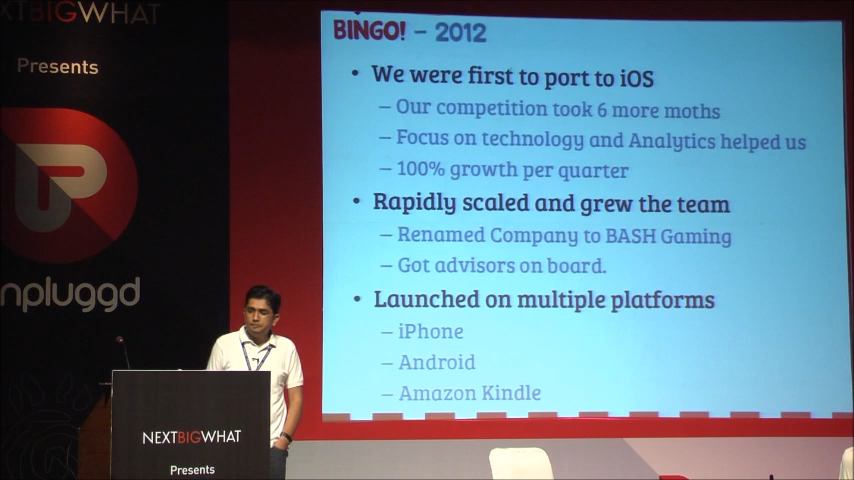 XTBIGWHAT
Presents
npluggd
BINGO! – 2012
• We were first to port to iOS
– Our competition took 6 more moths
– Focus on technology and Analytics helped us
– 100% growth per quarter
• Rapidly scaled and grew the team
– Renamed Company to BASH Gaming
– Got advisors on board.
• Launched on multiple platforms
– iPhone
– Android
– Amazon Kindle
NEXTBIGWHAT
Presents